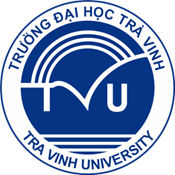 TRƯỜNG ĐẠI HỌC TRÀ VINH
TVU
TRA VINH UNIVERSITY